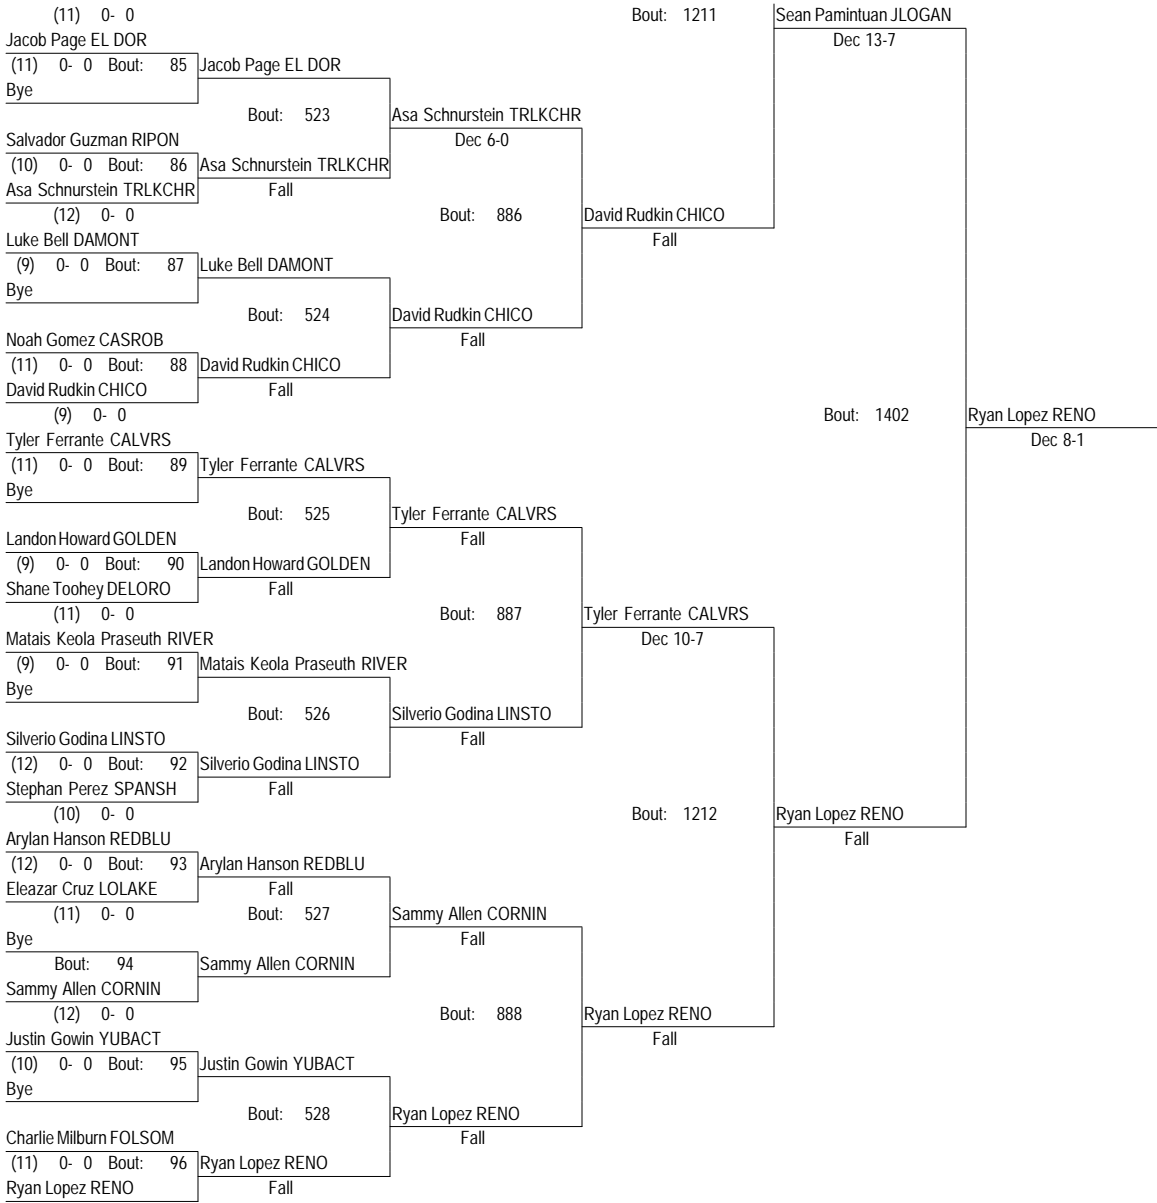 (11) 0- 0 Bout: 1211 Sean Pamintuan JLOGAN
Jacob Page EL DOR Dec 13-7
(11) 0- 0 Bout: 85 Jacob Page EL DOR
Bye
Bout: 523 Asa Schnurstein TRLKCHR
Salvador Guzman RIPON Dec 6-0
(10) 0- 0 Bout: 86 Asa Schnurstein TRLKCHR
Asa Schnurstein TRLKCHR Fall
(12) 0- 0 Bout: 886 David Rudkin CHICO
Luke Bell DAMONT Fall
(9) 0- 0 Bout: 87 Luke Bell DAMONT
Bye
Bout: 524 David Rudkin CHICO
Noah Gomez CASROB Fall
(11) 0- 0 Bout: 88 David Rudkin CHICO
David Rudkin CHICO Fall
(9) 0- 0 Bout: 1402 Ryan Lopez RENO
Tyler Ferrante CALVRS Dec 8-1
(11) 0- 0 Bout: 89 Tyler Ferrante CALVRS
Bye
Bout: 525 Tyler Ferrante CALVRS
Landon Howard GOLDEN Fall
(9) 0- 0 Bout: 90 Landon Howard GOLDEN
Shane Toohey DELORO Fall
(11) 0- 0 Bout: 887 Tyler Ferrante CALVRS
Matais Keola Praseuth RIVER Dec 10-7
(9) 0- 0 Bout: 91 Matais Keola Praseuth RIVER
Bye
Bout: 526 Silverio Godina LINSTO
Silverio Godina LINSTO Fall
(12) 0- 0 Bout: 92 Silverio Godina LINSTO
Stephan Perez SPANSH Fall
(10) 0- 0 Bout: 1212 Ryan Lopez RENO
Arylan Hanson REDBLU Fall
(12) 0- 0 Bout: 93 Arylan Hanson REDBLU
Eleazar Cruz LOLAKE Fall
(11) 0- 0 Bout: 527 Sammy Allen CORNIN
Bye Fall
Bout: 94 Sammy Allen CORNIN
Sammy Allen CORNIN
(12) 0- 0 Bout: 888 Ryan Lopez RENO
Justin Gowin YUBACT Fall
(10) 0- 0 Bout: 95 Justin Gowin YUBACT
Bye
Bout: 528 Ryan Lopez RENO
Charlie Milburn FOLSOM Fall
(11) 0- 0 Bout: 96 Ryan Lopez RENO
Ryan Lopez RENO Fall